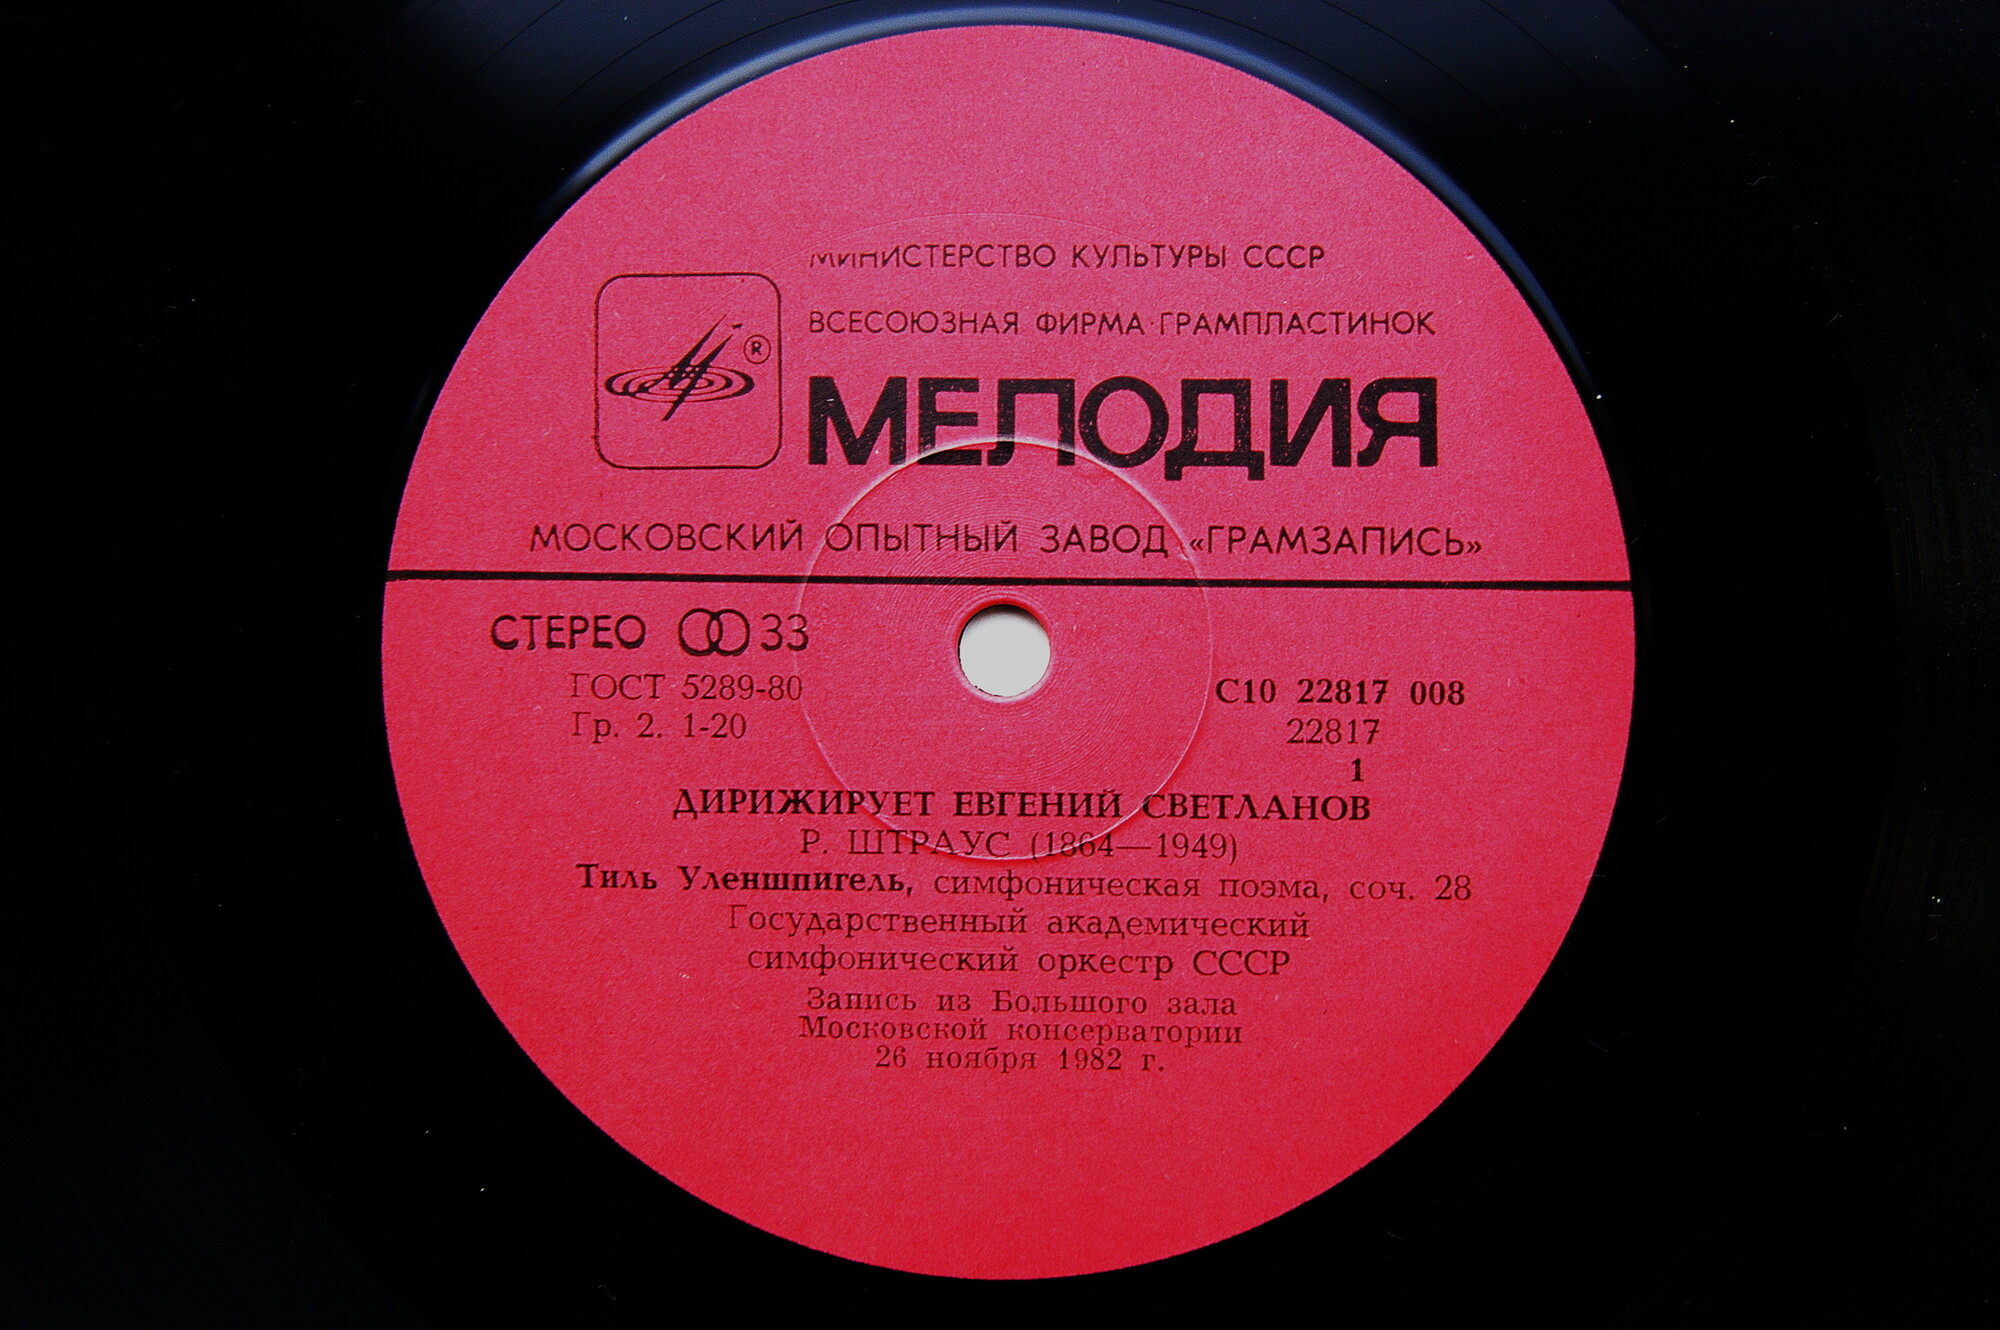 МИНИСТЕРСТВО КУЛЬТУРЫ СССР
ВСЕСОЮЗНАЯ ФИРМА ГРАМПЛАСТИНОК
®
МЕЛОДИЯ
МОСКОВСКИЙ ОПЫТНЫЙ ЗАВОД «ГРАМЗАПИСЬ»
СТЕРЕО 33
ГОСТ 5289-80
Гр. 2. 1-20
С10 22817 008
22817
1
ДИРИЖИРУЕТ ЕВГЕНИЙ СВЕТЛАНОВ
Р. ШТРАУС (1864—1949)
Тиль Уленшпигель, симфоническая поэма, соч. 28
Государственный академический
симфонический оркестр СССР
Запись из Большого зала
Московской консерватории
26 ноября 1982 г.